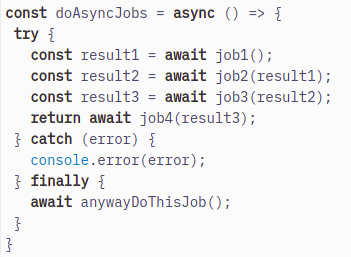 const doAsyncJobs = async () => {
 try {
   const result1 = await job1();
   const result2 = await job2(result1);
   const result3 = await job3(result2);
   return await job4(result3);
 } catch (error) {
   console.error(error);
 } finally {
   await anywayDoThisJob();
 }
}